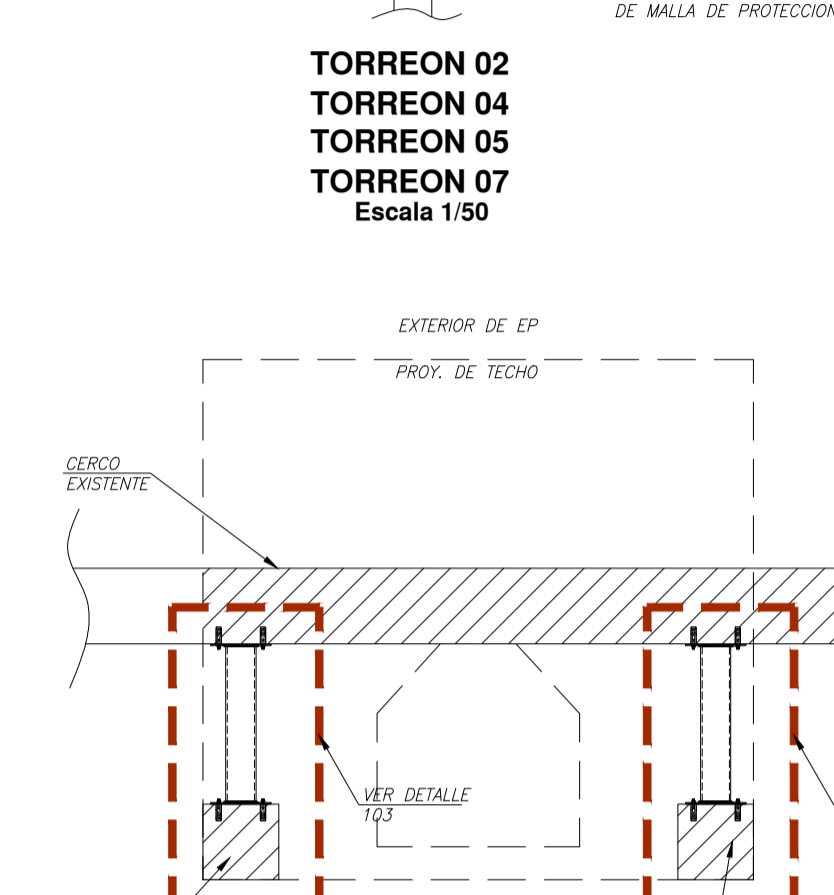 DE MALLA DE PROTECCION
TORREON 02
TORREON 04
TORREON 05
TORREON 07
Escala 1/50
EXTERIOR DE EP
PROY. DE TECHO
CERCO
EXISTENTE
VER DETALLE
103